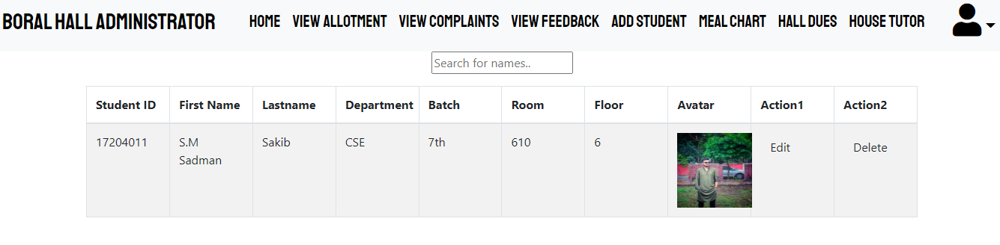 BORAL HALL ADMINISTRATOR HOME VIEW ALLOTMENT VIEW COMPLAINTS VIEW FEEDBACK ADD STUDENT MEAL CHART HALL DUES HOUSE TUTOR
Search for names..
Student ID First Name Lastname Department Batch Room Floor Avatar Action1 Action2
17204011 S.M Sakib CSE 7th 610 6 Edit Delete
Sadman